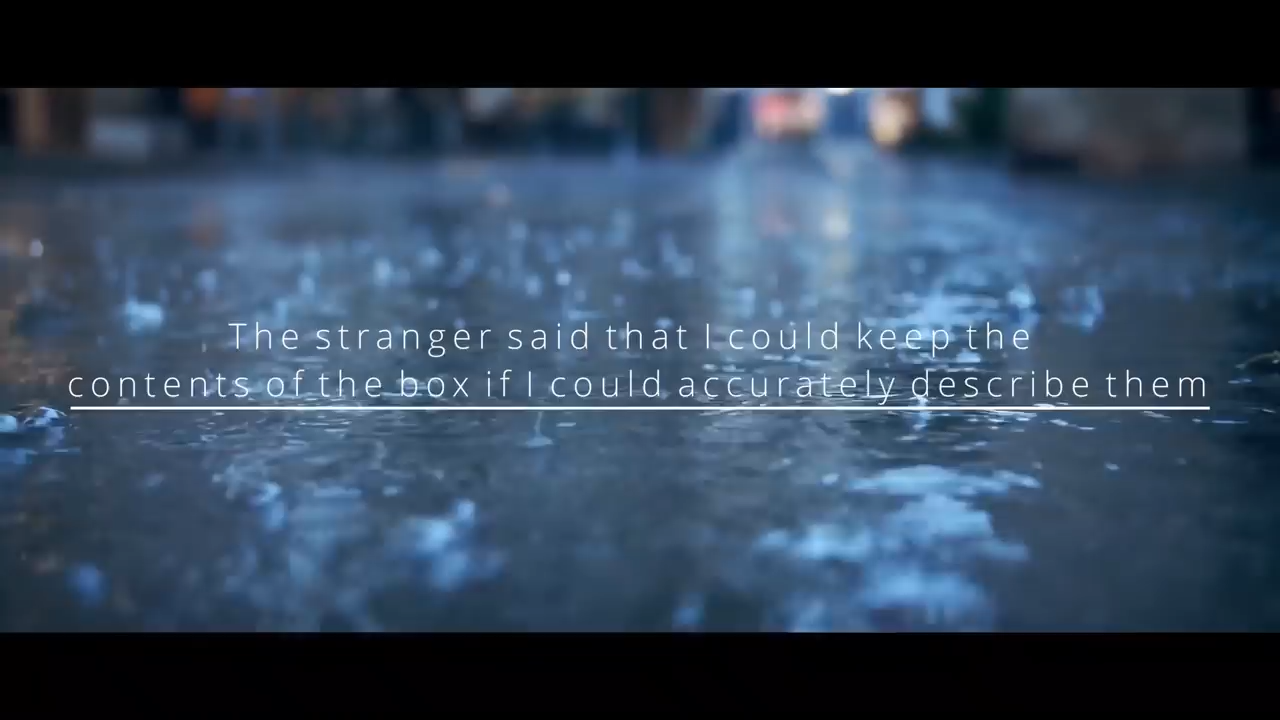 The stranger said that I could keep the
contents of the box if I could accurately describe them